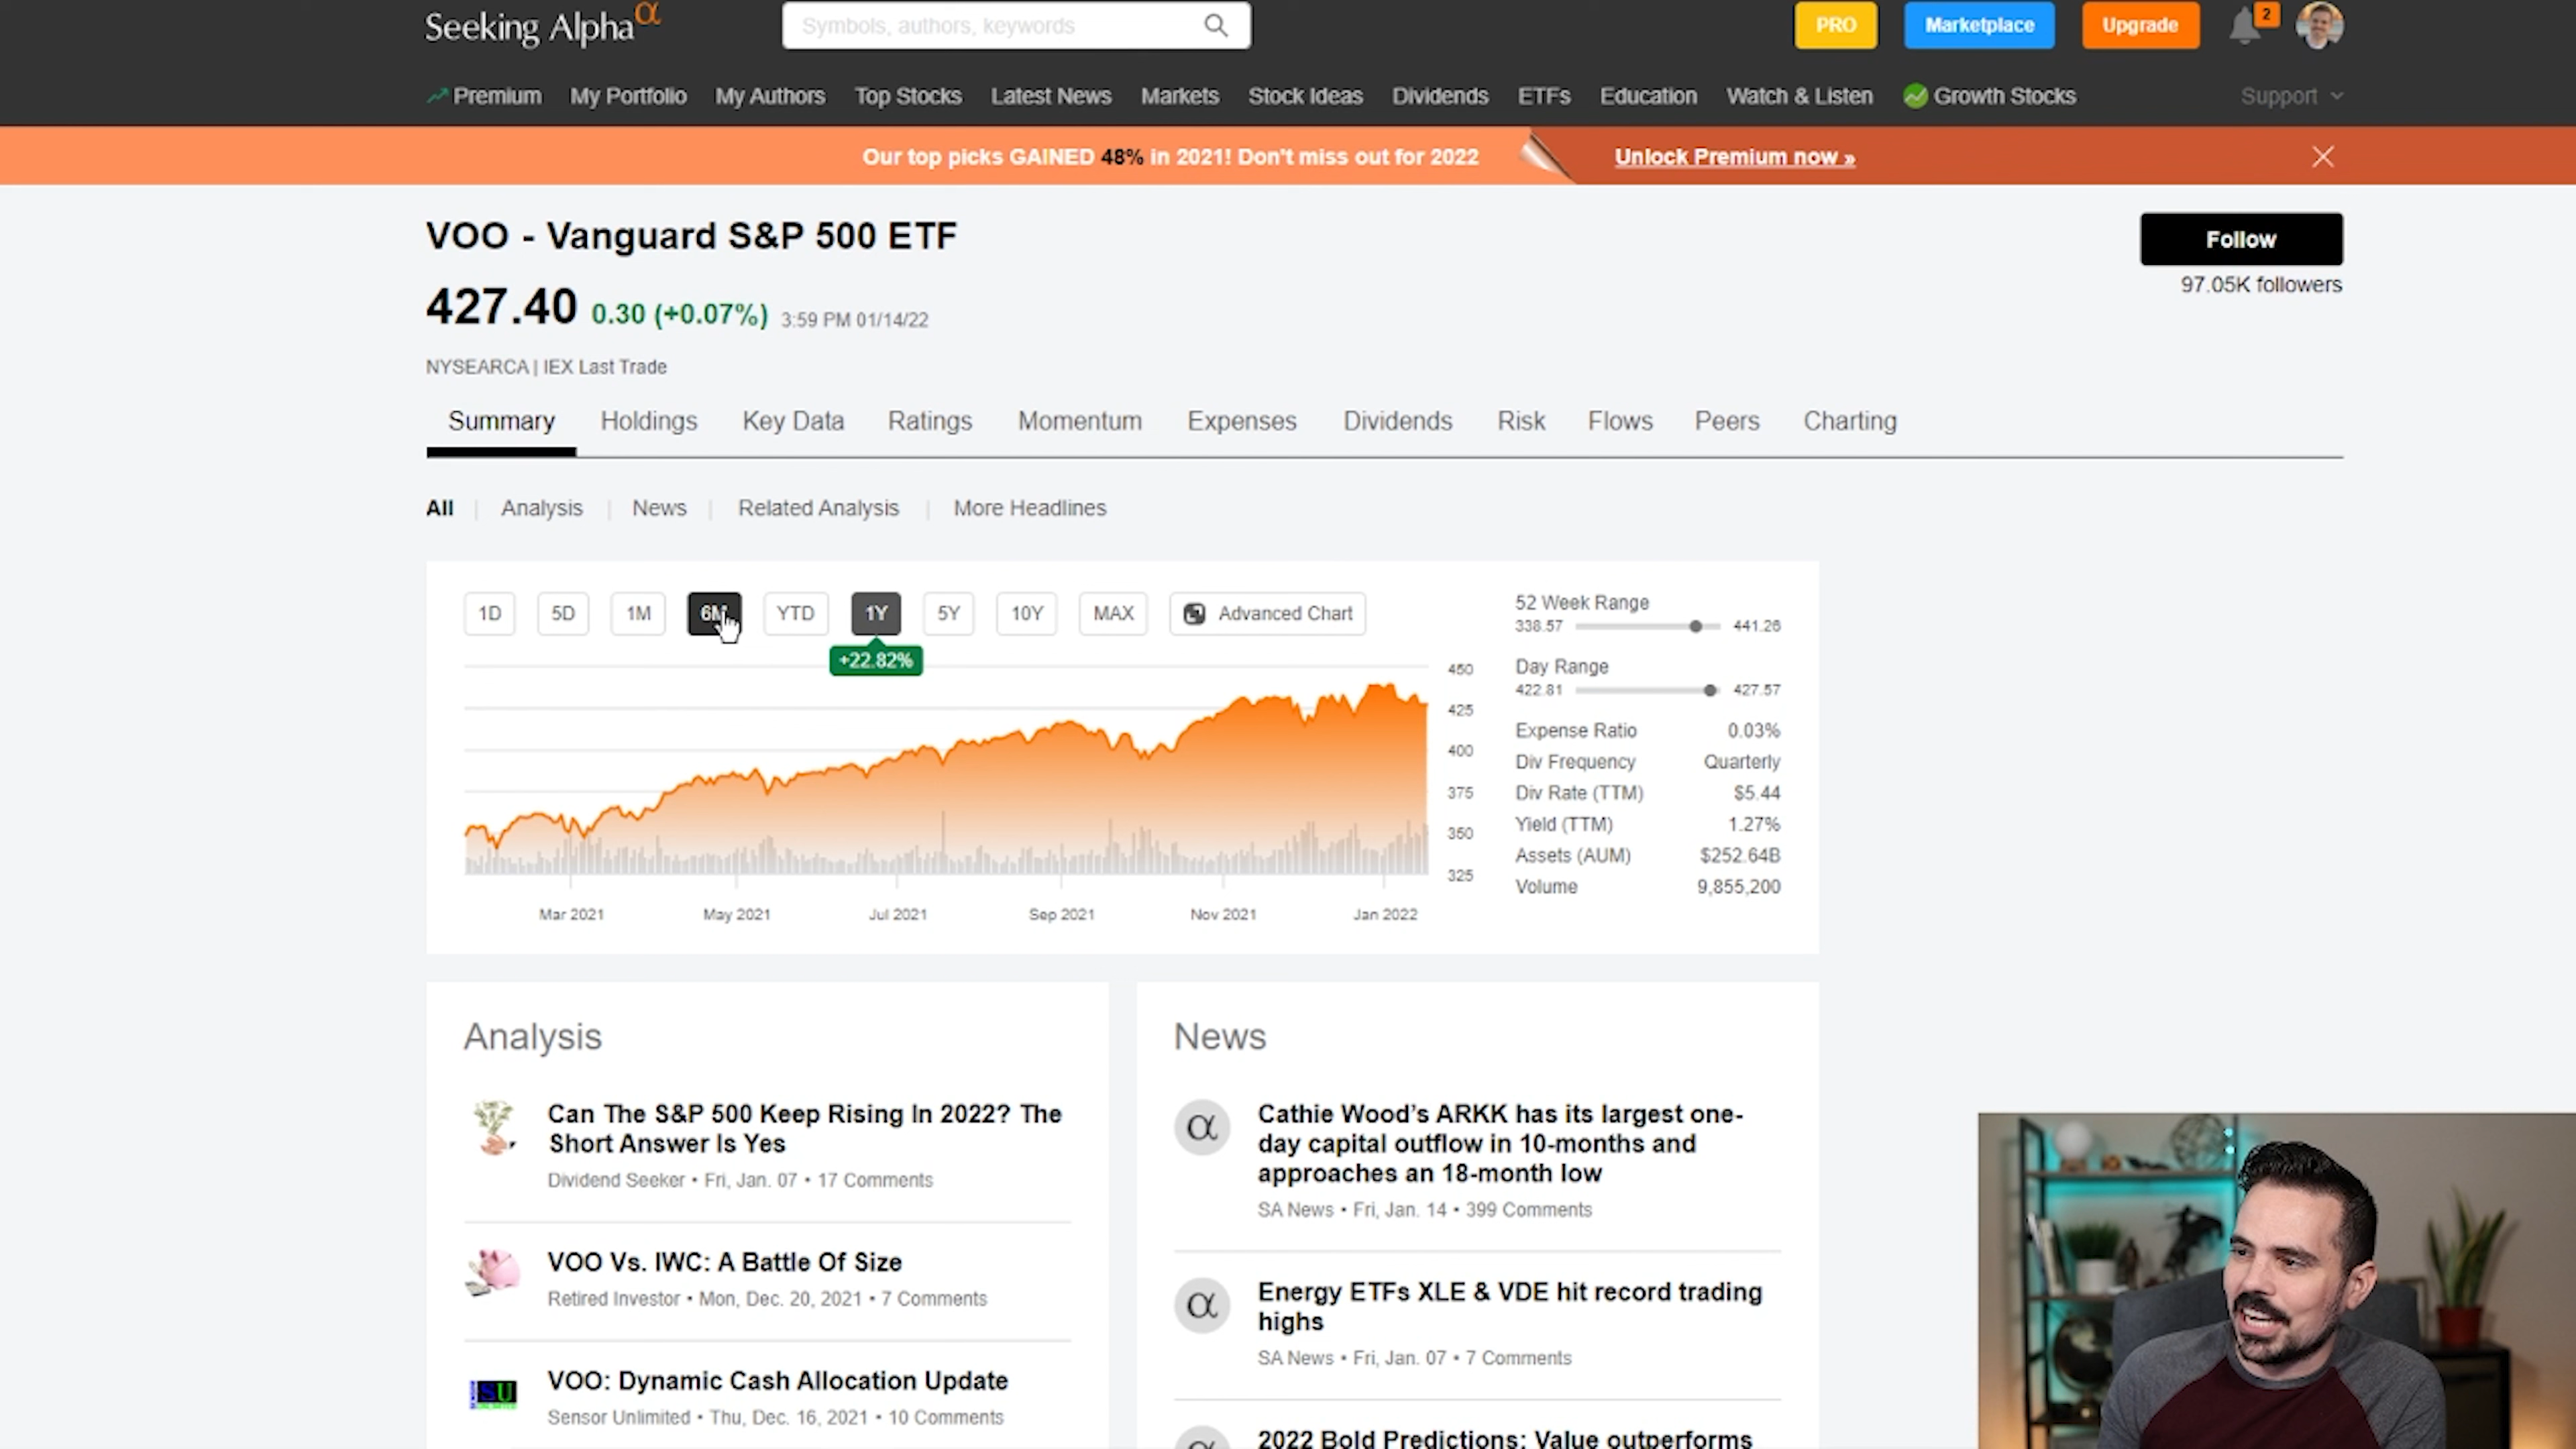 Seeking Alpha α
Symbols, authors, keywords
PRO
Marketplace
Upgrade
2
Premium My Portfolio My Authors Top Stocks Latest News Markets Stock Ideas Dividends ETFs Education Watch & Listen Growth Stocks Support
Our top picks GAINED 48% in 2021! Don't miss out for 2022 Unlock Premium now »
VOO - Vanguard S&P 500 ETF
Follow
97.05K followers
427.40 0.30 (+0.07%) 3:59 PM 01/14/22
NYSEARCA | IEX Last Trade
Summary Holdings Key Data Ratings Momentum Expenses Dividends Risk Flows Peers Charting
All | Analysis | News | Related Analysis | More Headlines
1D 5D 1M 6M YTD 1Y 5Y 10Y MAX Advanced Chart
+22.82%
450
425
400
375
350
325
Mar 2021 May 2021 Jul 2021 Sep 2021 Nov 2021 Jan 2022
52 Week Range
338.57 441.26
Day Range
422.81 427.57
Expense Ratio 0.03%
Div Frequency Quarterly
Div Rate (TTM) $5.44
Yield (TTM) 1.27%
Assets (AUM) $252.64B
Volume 9,855,200
Analysis
Can The S&P 500 Keep Rising In 2022? The
Short Answer Is Yes
Dividend Seeker • Fri, Jan. 07 • 17 Comments
VOO Vs. IWC: A Battle Of Size
Retired Investor • Mon, Dec. 20, 2021 • 7 Comments
SU
VOO: Dynamic Cash Allocation Update
Sensor Unlimited • Thu, Dec. 16, 2021 • 10 Comments
News
α
Cathie Wood’s ARKK has its largest one-
day capital outflow in 10-months and
approaches an 18-month low
SA News • Fri, Jan. 14 • 399 Comments
α
Energy ETFs XLE & VDE hit record trading
highs
SA News • Fri, Jan. 07 • 7 Comments
2022 Bold Predictions: Value outperforms